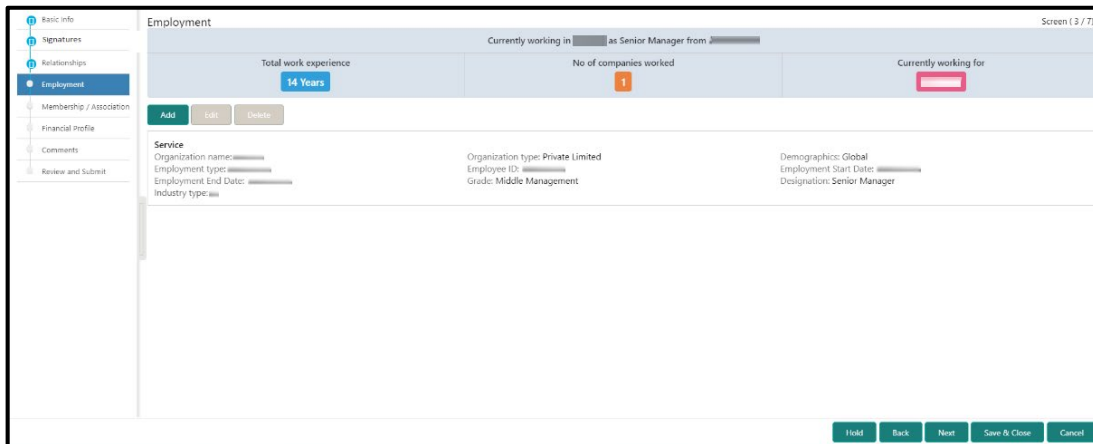 Basic Info
Signatures
Relationships
Employment
Membership / Association
Financial Profile
Comments
Review and Submit
Employment
Screen ( 3 / 7)
Currently working in as Senior Manager from
Total work experience
14 Years
No of companies worked
1
Currently working for
Add Edit Delete
Service
Organization name: Organization type: Private Limited Demographics: Global
Employment type: Employee ID: Employment Start Date:
Employment End Date: Grade: Middle Management Designation: Senior Manager
Industry type:
Hold Back Next Save & Close Cancel